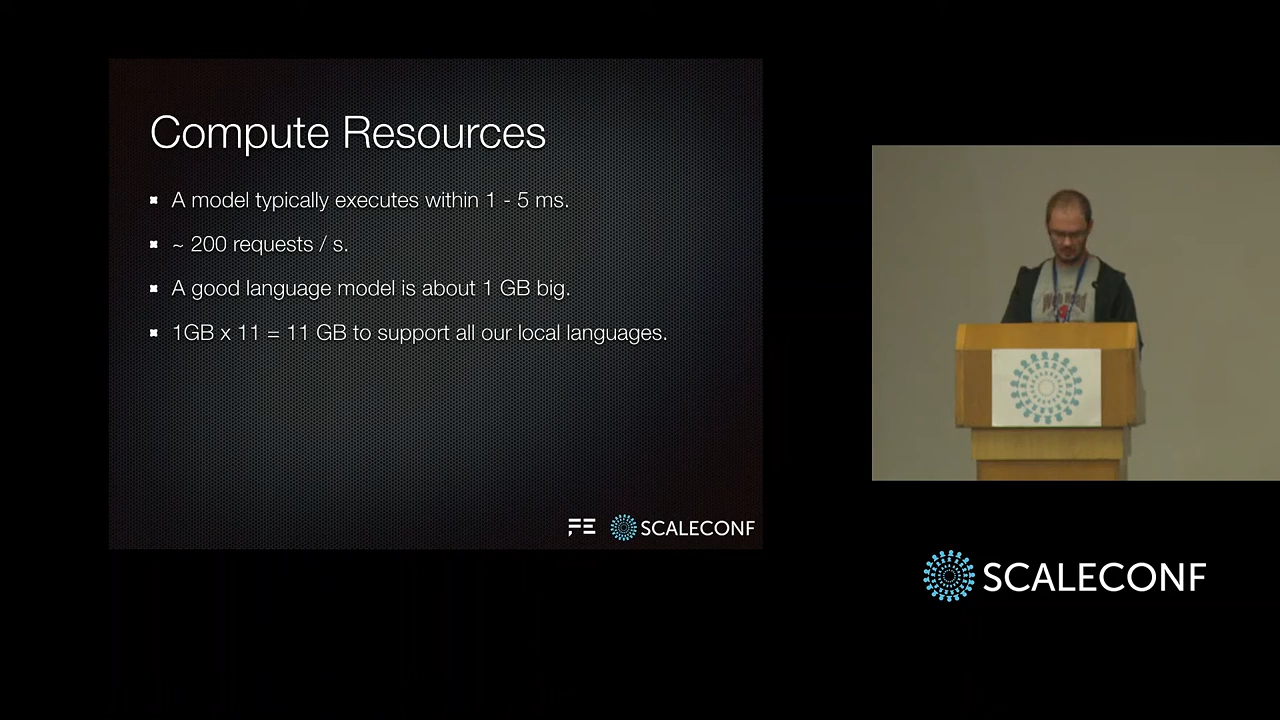 Compute Resources
A model typically executes within 1 - 5 ms.
~ 200 requests / s.
A good language model is about 1 GB big.
1GB x 11 = 11 GB to support all our local languages.
FE SCALECONF
SCALECONF